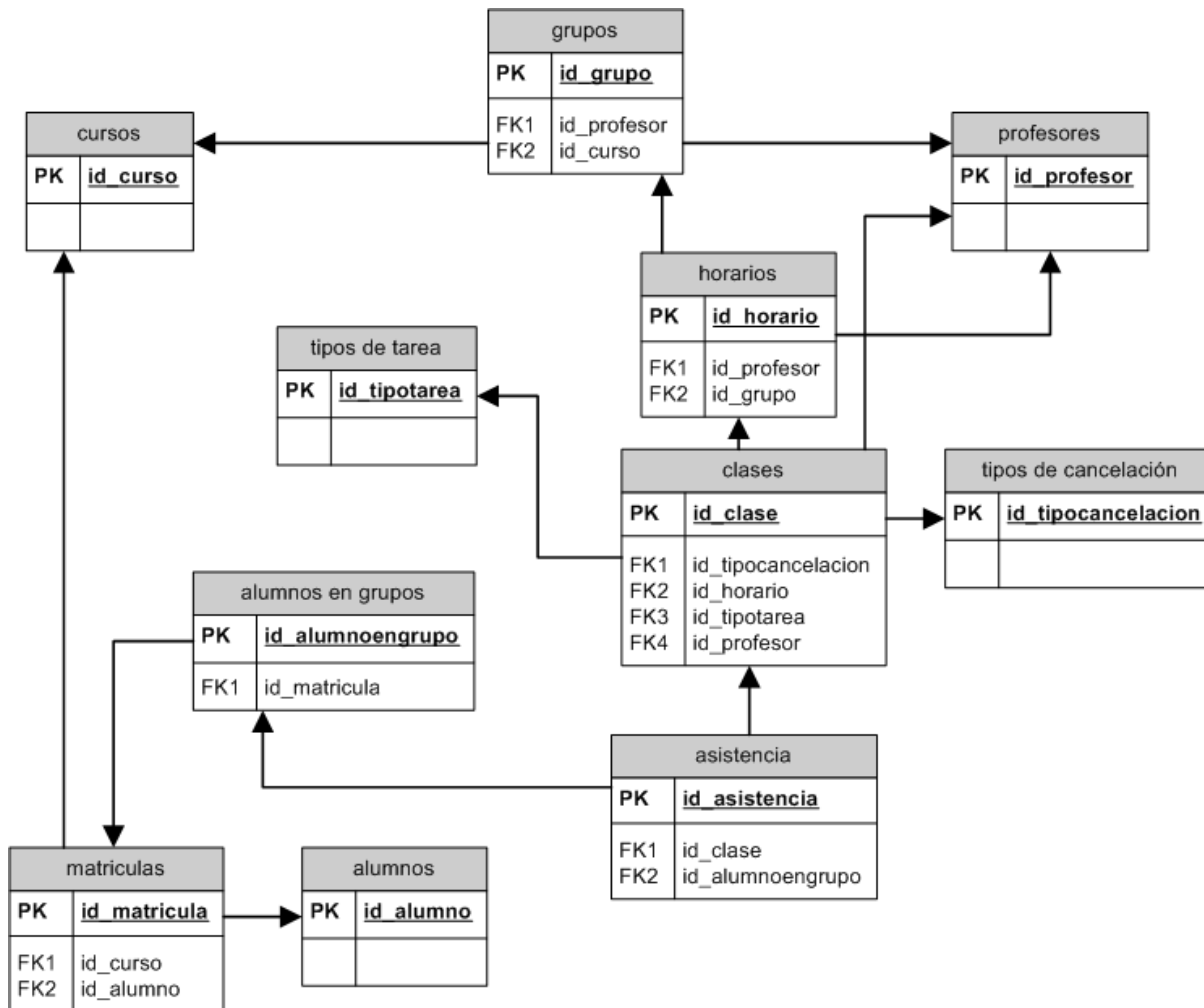 grupos
PK id_grupo
FK1 id_profesor
FK2 id_curso
cursos
PK id_curso
profesores
PK id_profesor
horarios
PK id_horario
FK1 id_profesor
FK2 id_grupo
tipos de tarea
PK id_tipotarea
clases
PK id_clase
FK1 id_tipocancelacion
FK2 id_horario
FK3 id_tipotarea
FK4 id_profesor
tipos de cancelación
PK id_tipocancelacion
alumnos en grupos
PK id_alumnoengrupo
FK1 id_matricula
asistencia
PK id_asistencia
FK1 id_clase
FK2 id_alumnoengrupo
matriculas
PK id_matricula
FK1 id_curso
FK2 id_alumno
alumnos
PK id_alumno